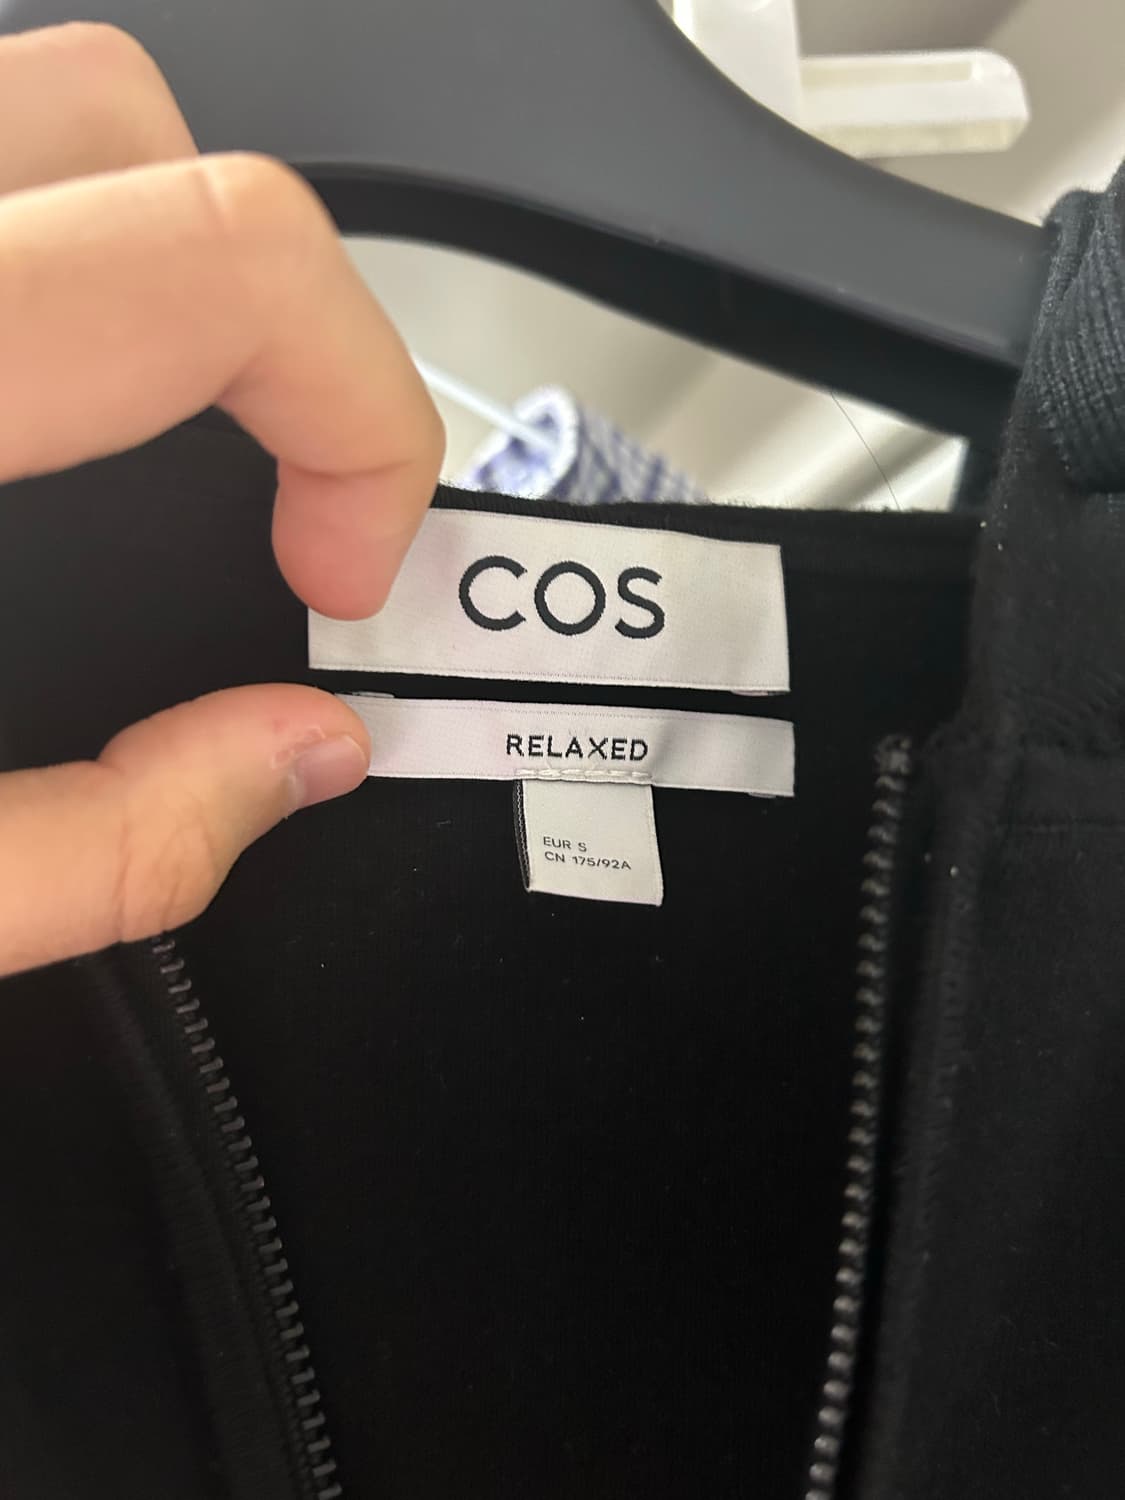 COS
RELAXED
EUR S
CN 175/92A